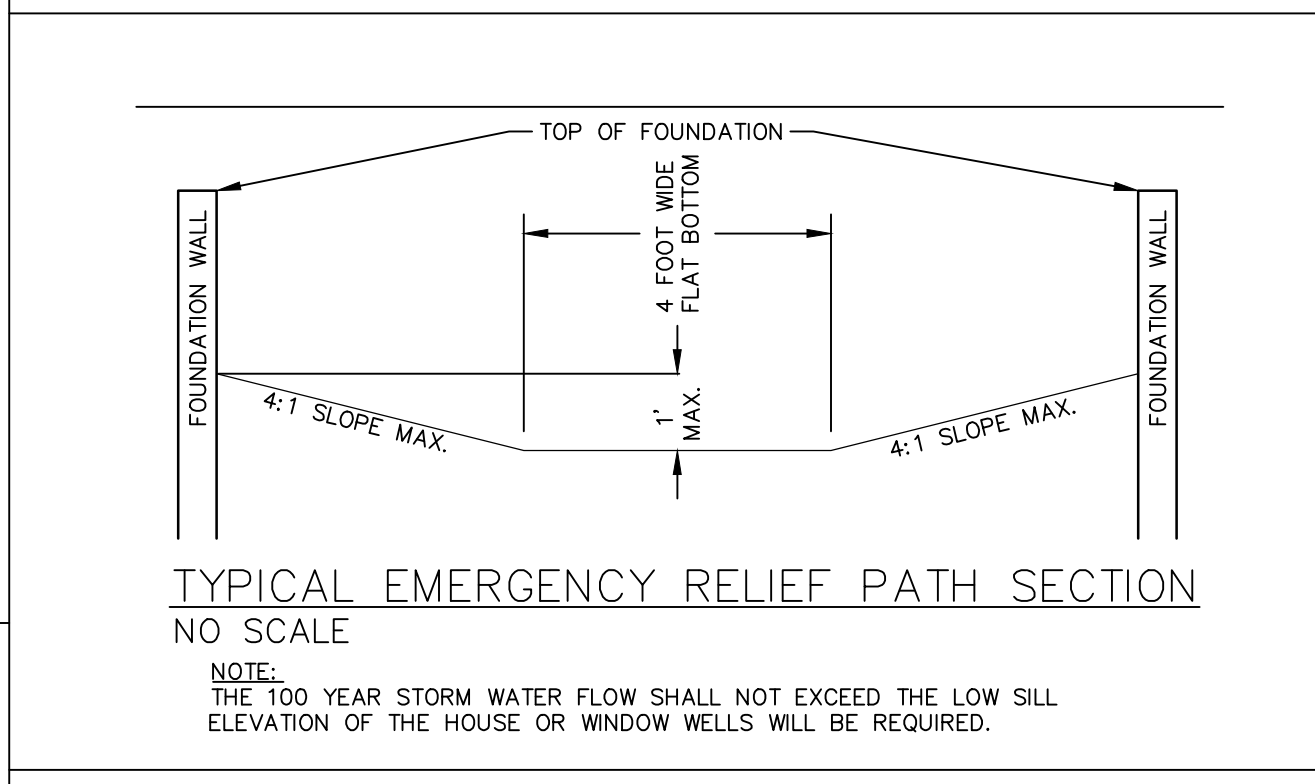 TOP OF FOUNDATION
4 FOOT WIDE
FLAT BOTTOM
FOUNDATION WALL
FOUNDATION WALL
1'
MAX.
4:1 SLOPE MAX.
4:1 SLOPE MAX.
TYPICAL EMERGENCY RELIEF PATH SECTION
NO SCALE
NOTE:
THE 100 YEAR STORM WATER FLOW SHALL NOT EXCEED THE LOW SILL
ELEVATION OF THE HOUSE OR WINDOW WELLS WILL BE REQUIRED.